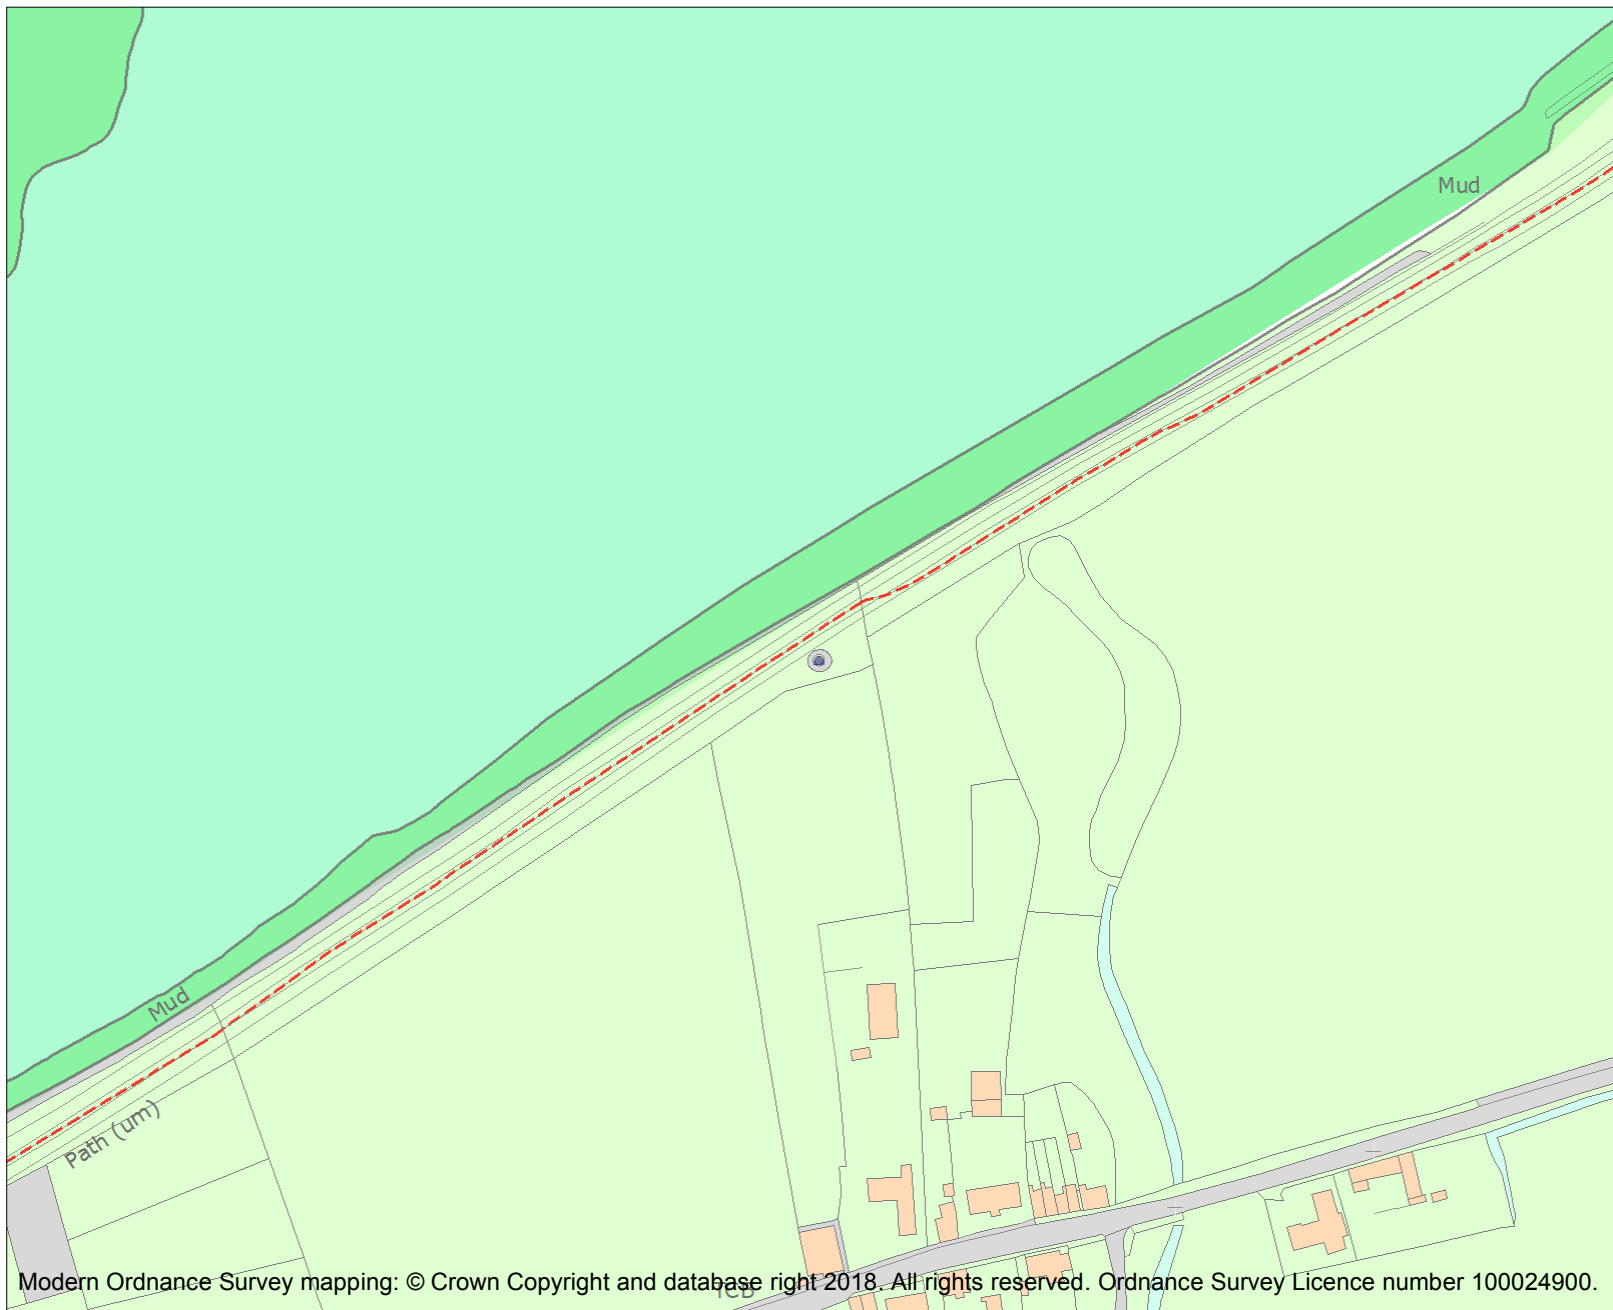 Mud
Mud
Path (um)
TCB
Modern Ordnance Survey mapping: © Crown Copyright and database right 2018. All rights reserved. Ordnance Survey Licence number 100024900.